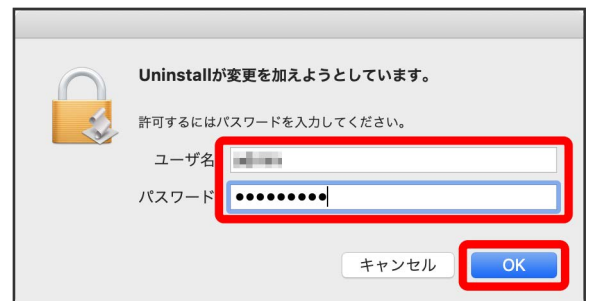 Uninstallが変更を加えようとしています。
許可するにはパスワードを入力してください。
ユーザ名
パスワード ●●●●●●●●●
キャンセル OK